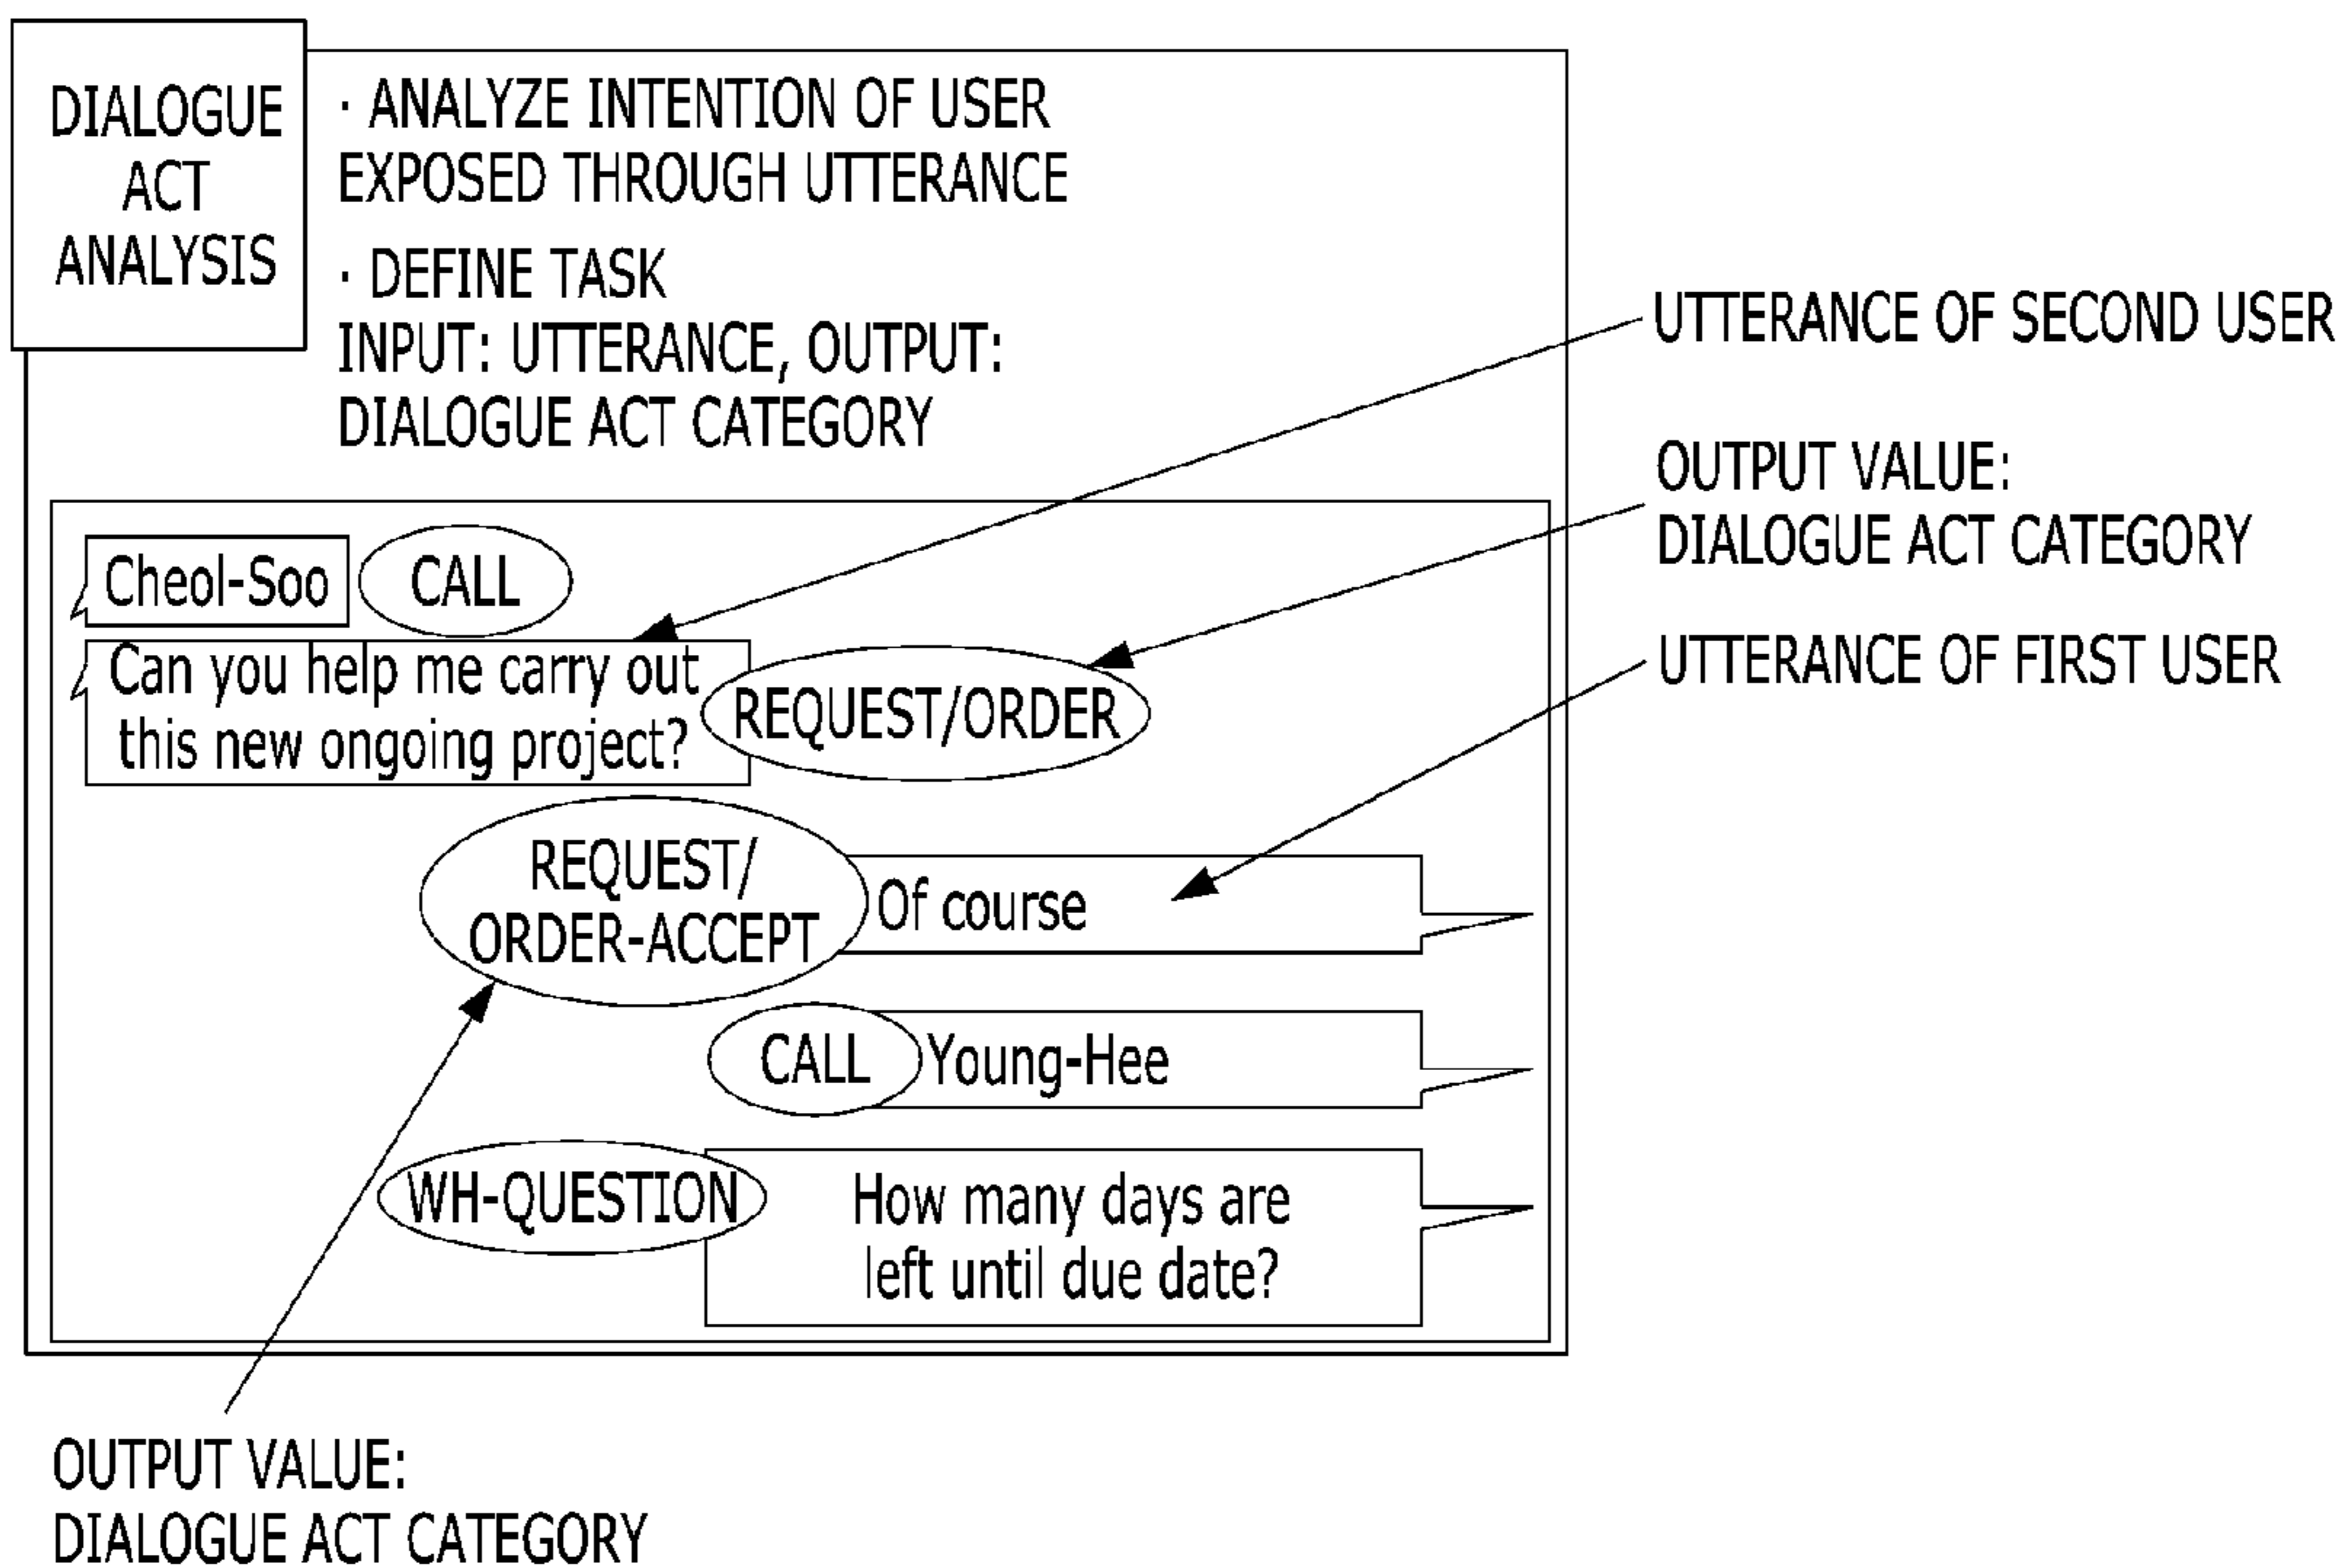 DIALOGUE
ACT
ANALYSIS
· ANALYZE INTENTION OF USER
EXPOSED THROUGH UTTERANCE
· DEFINE TASK
INPUT: UTTERANCE, OUTPUT:
DIALOGUE ACT CATEGORY
UTTERANCE OF SECOND USER
OUTPUT VALUE:
DIALOGUE ACT CATEGORY
UTTERANCE OF FIRST USER
Cheol-Soo
CALL
Can you help me carry out
this new ongoing project?
REQUEST/ORDER
REQUEST/
ORDER-ACCEPT
Of course
CALL
Young-Hee
WH-QUESTION
How many days are
left until due date?
OUTPUT VALUE:
DIALOGUE ACT CATEGORY